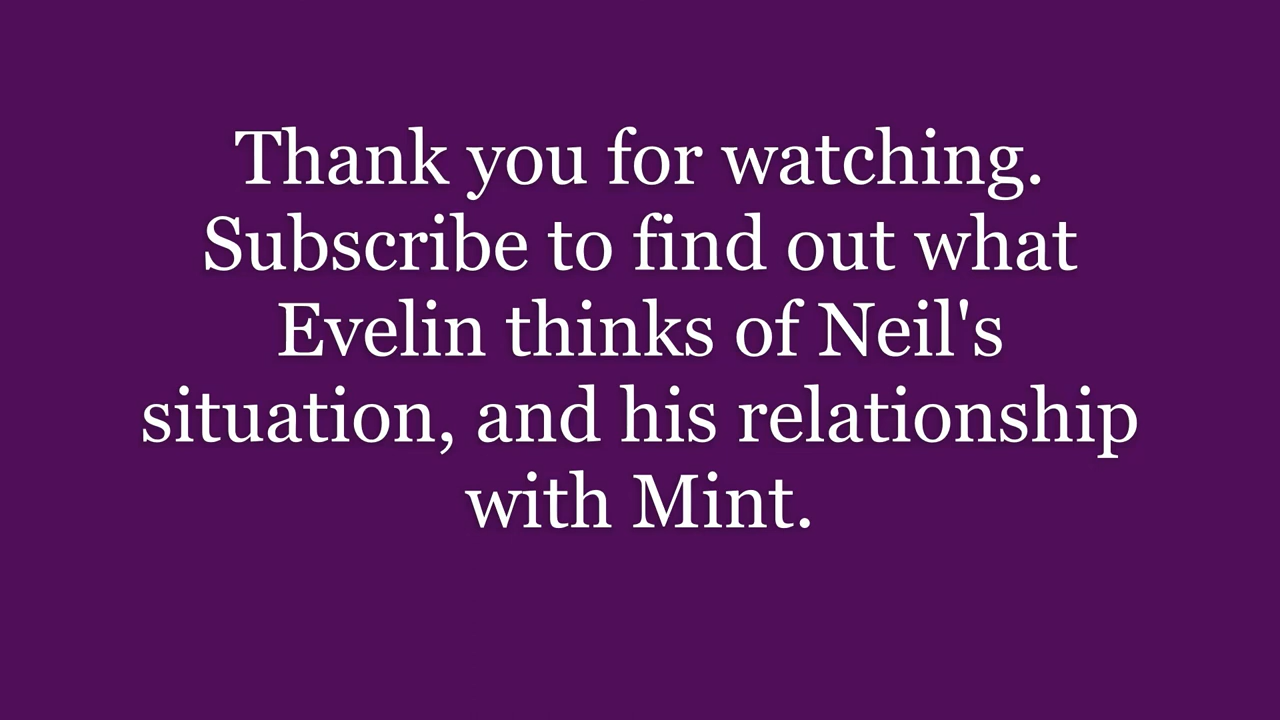 Thank you for watching.
Subscribe to find out what
Evelin thinks of Neil's
situation, and his relationship
with Mint.